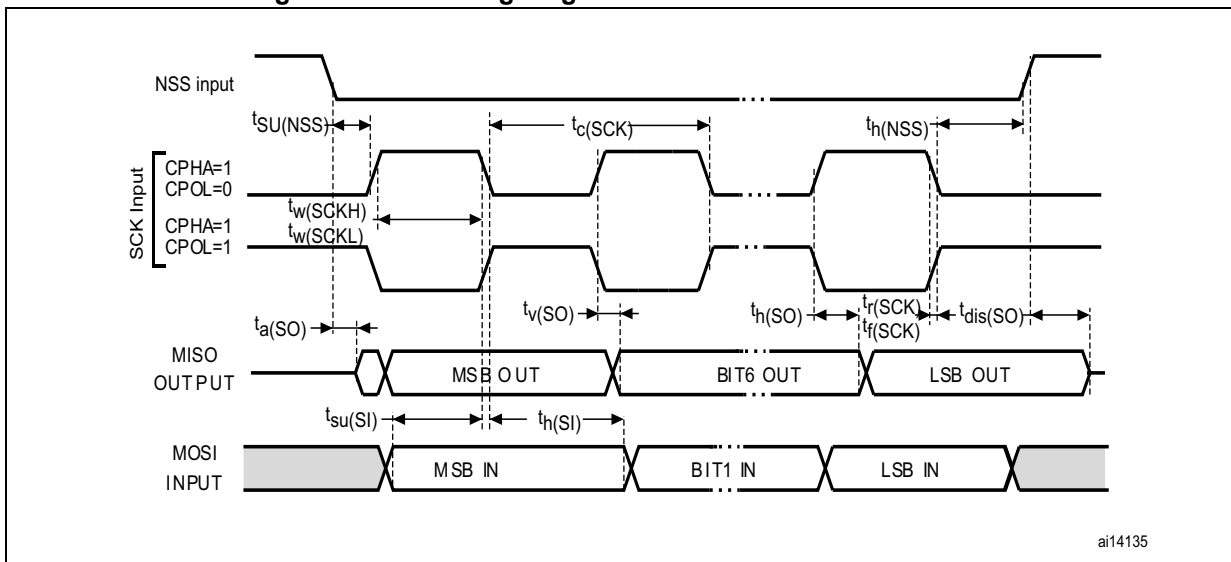 NSS input
tSU(NSS)
tc(SCK)
th(NSS)
SCK Input
CPHA=1
CPOL=0
tw(SCKH)
CPHA=1
tw(SCKL)
CPOL=1
ta(SO)
tv(SO)
th(SO)
tr(SCK)
tf(SCK)
tdis(SO)
MISO
OUTPUT
MSB OUT
BIT6 OUT
LSB OUT
tsu(SI)
th(SI)
MOSI
INPUT
MSB IN
BIT1 IN
LSB IN
ai14135